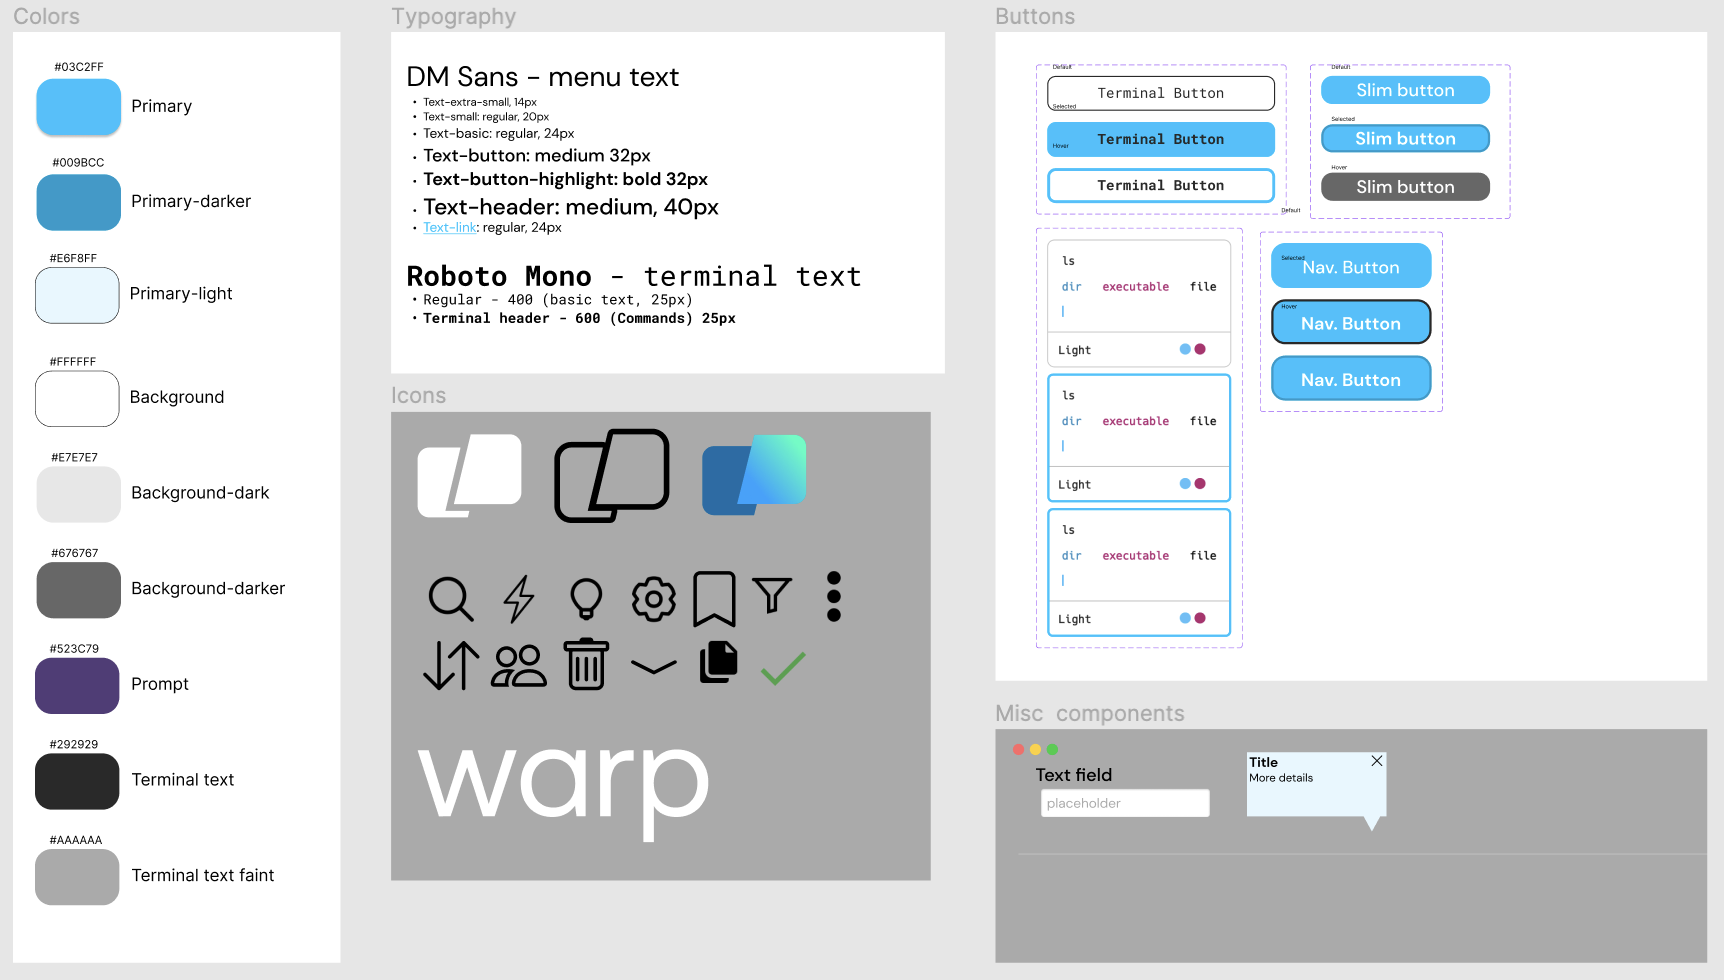 Colors
#03C2FF
Primary
#009BCC
Primary-darker
#E6F8FF
Primary-light
#FFFFFF
Background
#E7E7E7
Background-dark
#676767
Background-darker
#523C79
Prompt
#292929
Terminal text
#AAAAAA
Terminal text faint
Typography
DM Sans - menu text
• Text-extra-small, 14px
• Text-small: regular, 20px
• Text-basic: regular, 24px
• Text-button: medium 32px
• Text-button-highlight: bold 32px
• Text-header: medium, 40px
• Text-link: regular, 24px
Roboto Mono - terminal text
• Regular - 400 (basic text, 25px)
• Terminal header - 600 (Commands) 25px
Icons
warp
Buttons
Default
Terminal Button
Selected
Terminal Button
Hover
Terminal Button
Default
Slim button
Selected
Slim button
Hover
Slim button
ls
dir executable file
Light
ls
dir executable file
Light
ls
dir executable file
Light
Default
Selected
Nav. Button
Hover
Nav. Button
Nav. Button
Misc components
Text field
placeholder
Title
More details